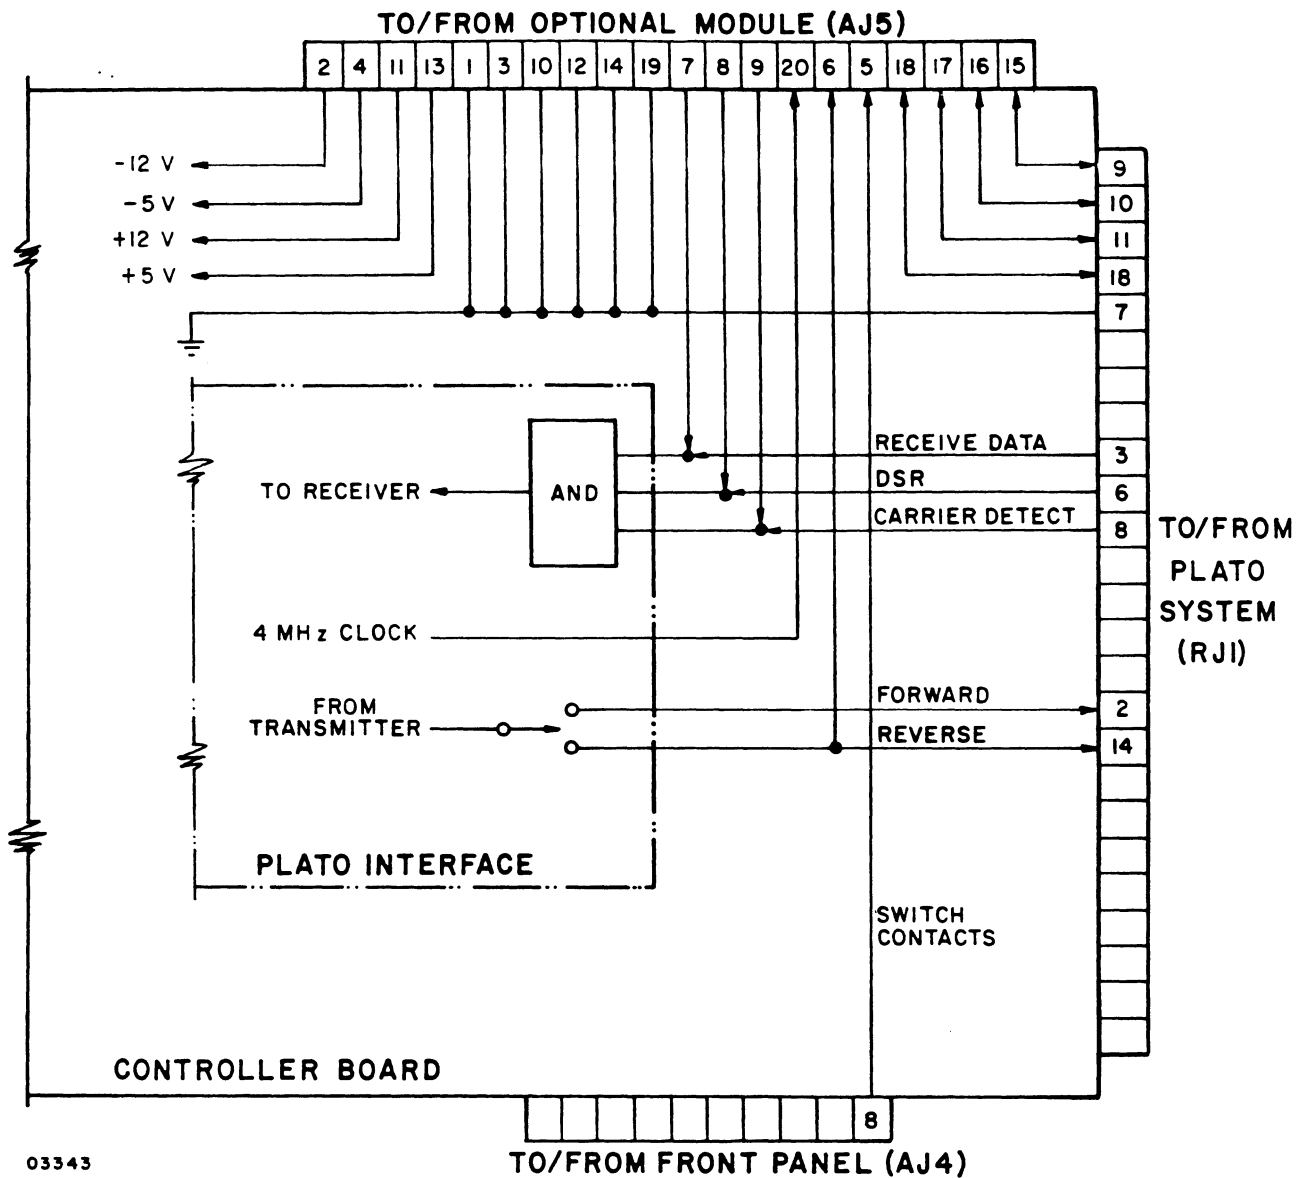 TO/FROM OPTIONAL MODULE (AJ5)
2 4 11 13 1 3 10 12 14 19 7 8 9 20 6 5 18 17 16 15
-12 V
9
-5 V
10
+12 V
11
+5 V
18
7
RECEIVE DATA
3
TO RECEIVER
AND
DSR
6
CARRIER DETECT
8
TO/FROM
PLATO
SYSTEM
(RJ1)
4 MHz CLOCK
FROM
TRANSMITTER
FORWARD
2
REVERSE
14
PLATO INTERFACE
SWITCH
CONTACTS
CONTROLLER BOARD
8
03343
TO/FROM FRONT PANEL (AJ4)